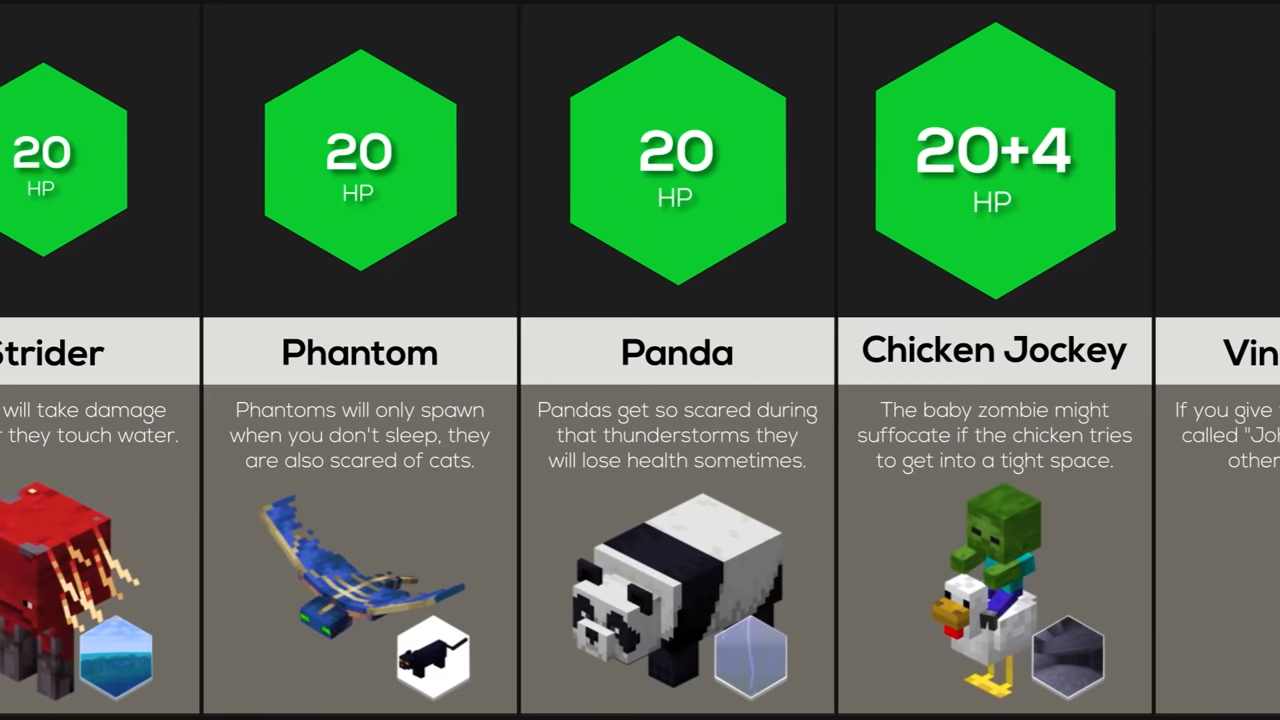 20
HP
20
HP
20
HP
20+4
HP
Strider
Phantom
Panda
Chicken Jockey
Vin
will take damage
they touch water.
Phantoms will only spawn
when you don't sleep, they
are also scared of cats.
Pandas get so scared during
that thunderstorms they
will lose health sometimes.
The baby zombie might
suffocate if the chicken tries
to get into a tight space.
If you give
called "Joh
other